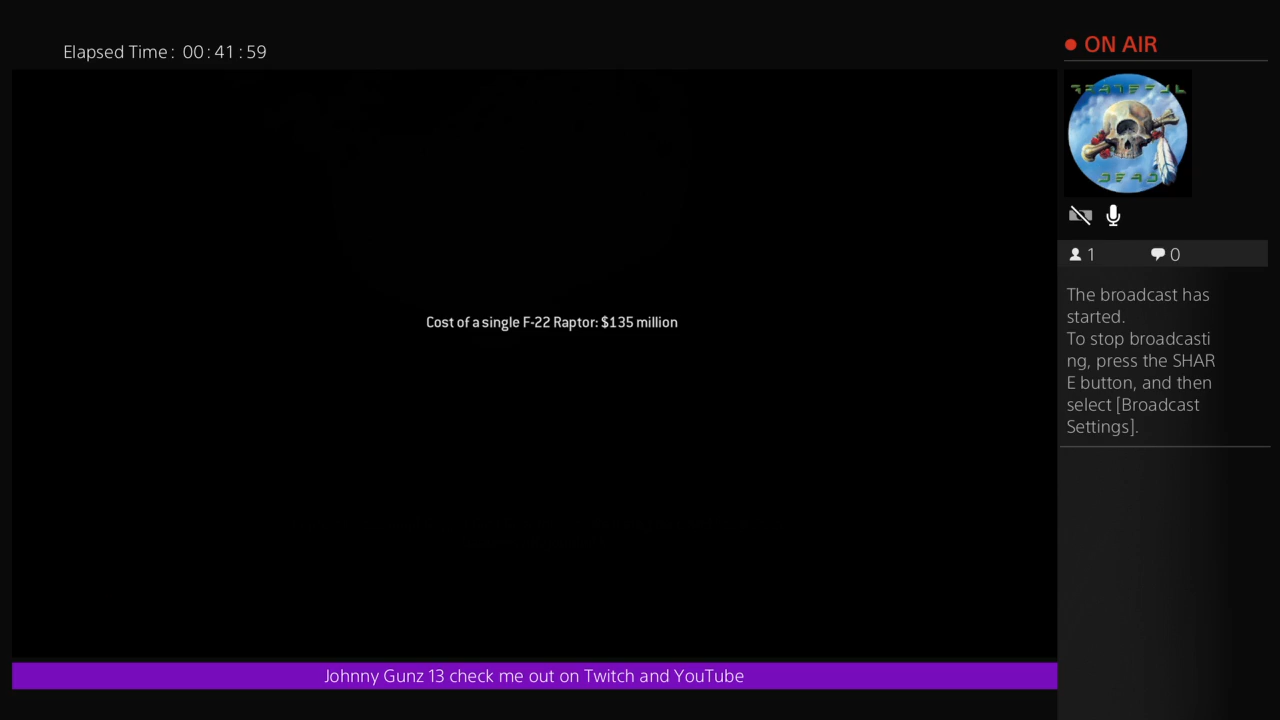 Elapsed Time: 00:41:59
ON AIR
GRATEFUL
DEAD
1
0
The broadcast has
started.
To stop broadcasti
ng, press the SHAR
E button, and then
select [Broadcast
Settings].
Cost of a single F-22 Raptor: $135 million
Johnny Gunz 13 check me out on Twitch and YouTube